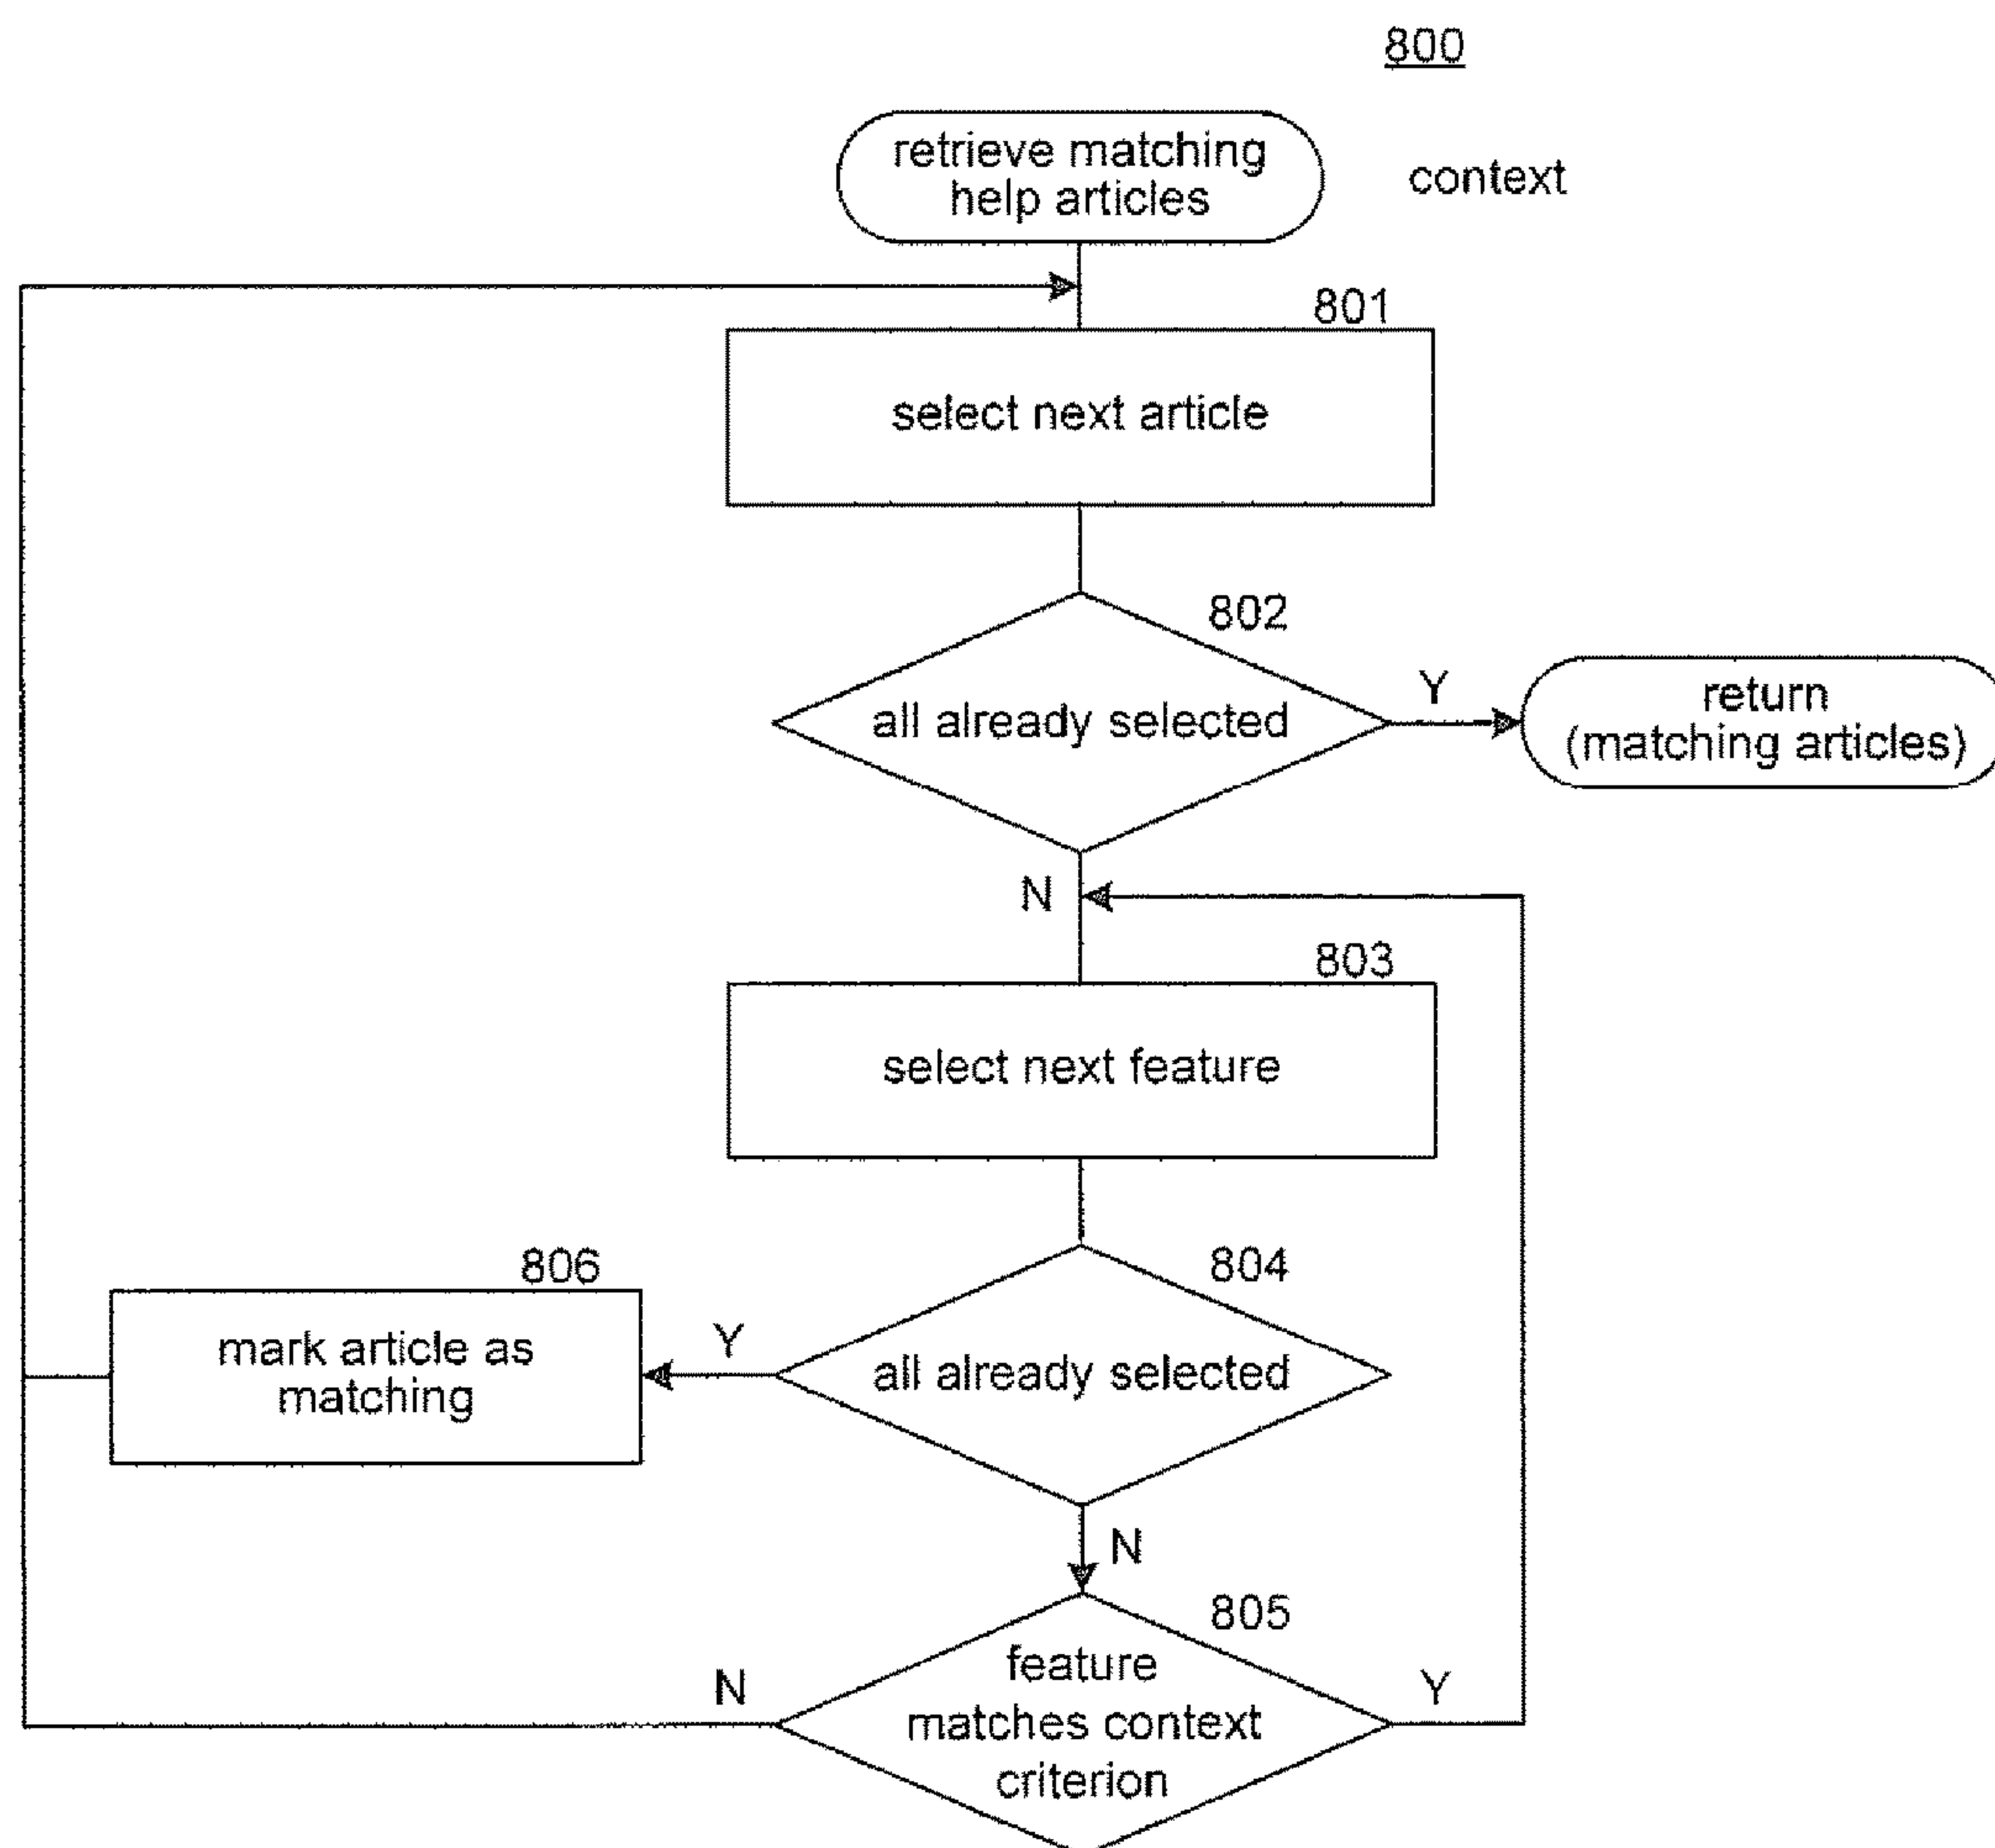 800
retrieve matching
help articles
context
801
select next article
802
all already selected
Y
return
(matching articles)
N
803
select next feature
804
all already selected
Y
806
mark article as
matching
N
805
feature
matches context
criterion
N
Y